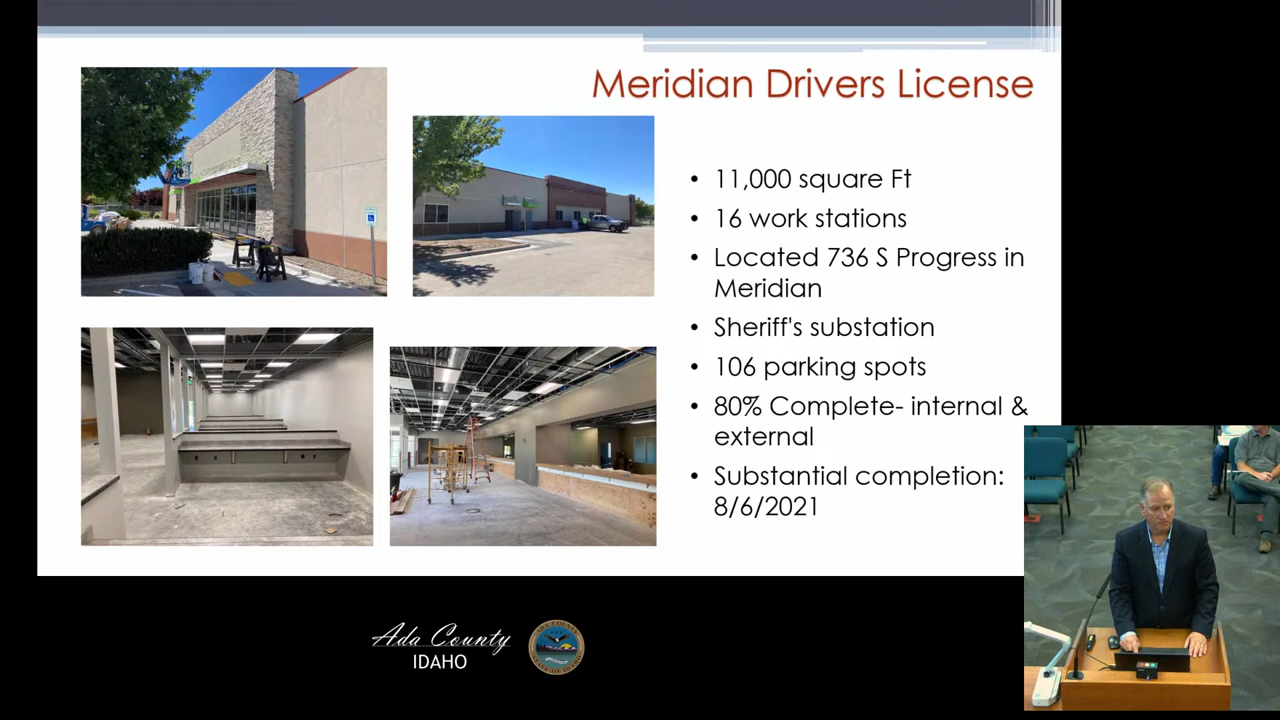 Meridian Drivers License
• 11,000 square Ft
• 16 work stations
• Located 736 S Progress in
Meridian
• Sheriff's substation
• 106 parking spots
• 80% Complete- internal &
external
• Substantial completion:
8/6/2021
Ada County
IDAHO